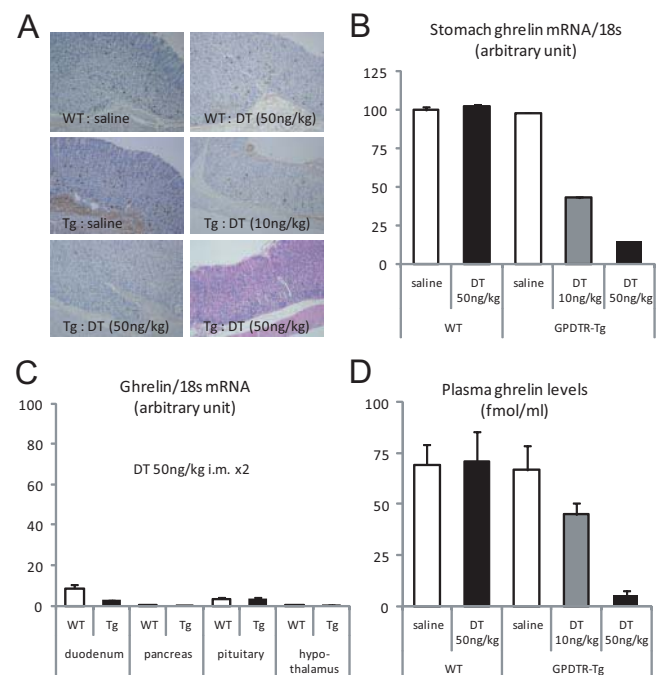 A
WT : saline
WT : DT (50ng/kg)
Tg : saline
Tg : DT (10ng/kg)
Tg : DT (50ng/kg)
Tg : DT (50ng/kg)
B
Stomach ghrelin mRNA/18s
(arbitrary unit)
125
100
75
50
25
0
saline
DT
50ng/kg
saline
DT
10ng/kg
DT
50ng/kg
WT
GPDTR-Tg
C
Ghrelin/18s mRNA
(arbitrary unit)
100
80
60
40
20
0
DT 50ng/kg i.m. x2
WT
Tg
WT
Tg
WT
Tg
WT
Tg
duodenum
pancreas
pituitary
hypo-
thalamus
D
Plasma ghrelin levels
(fmol/ml)
100
75
50
25
0
saline
DT
50ng/kg
saline
DT
10ng/kg
DT
50ng/kg
WT
GPDTR-Tg